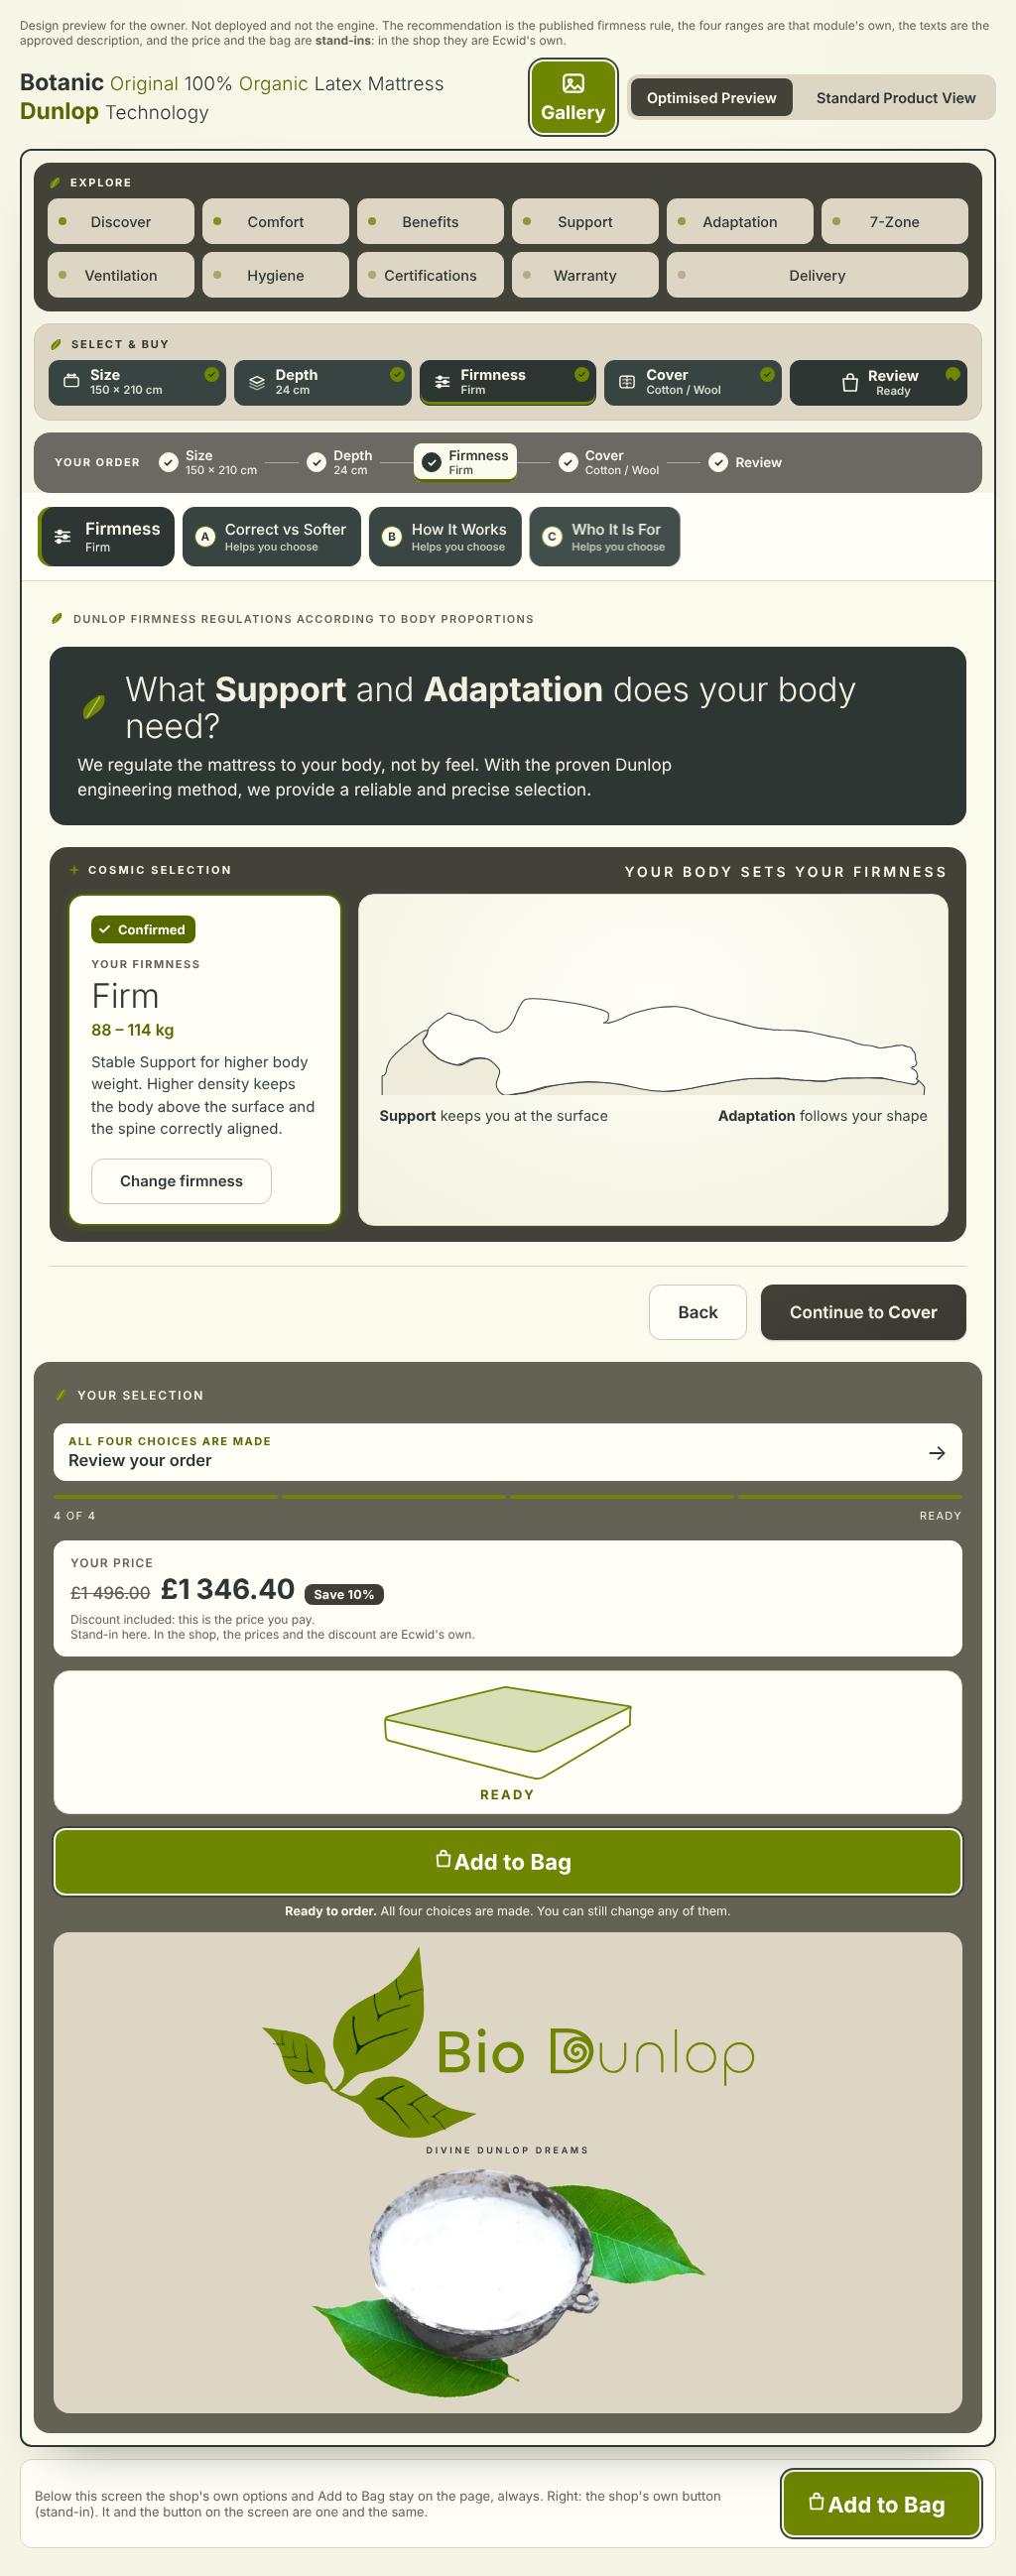 Design preview for the owner. Not deployed and not the engine. The recommendation is the published firmness rule, the four ranges are that module's own, the texts are the
approved description, and the price and the bag are stand-ins: in the shop they are Ecwid's own.
Botanic Original 100% Organic Latex Mattress
Dunlop Technology
Gallery
Optimised Preview
Standard Product View
EXPLORE
Discover
Comfort
Benefits
Support
Adaptation
7-Zone
Ventilation
Hygiene
Certifications
Warranty
Delivery
SELECT & BUY
Size
150 × 210 cm
Depth
24 cm
Firmness
Firm
Cover
Cotton / Wool
Review
Ready
YOUR ORDER
Size
150 × 210 cm
Depth
24 cm
Firmness
Firm
Cover
Cotton / Wool
Review
Firmness
Firm
A
Correct vs Softer
Helps you choose
B
How It Works
Helps you choose
C
Who It Is For
Helps you choose
DUNLOP FIRMNESS REGULATIONS ACCORDING TO BODY PROPORTIONS
What Support and Adaptation does your body
need?
We regulate the mattress to your body, not by feel. With the proven Dunlop
engineering method, we provide a reliable and precise selection.
COSMIC SELECTION
YOUR BODY SETS YOUR FIRMNESS
Confirmed
YOUR FIRMNESS
Firm
88 – 114 kg
Stable Support for higher body
weight. Higher density keeps
the body above the surface and
the spine correctly aligned.
Change firmness
Support keeps you at the surface
Adaptation follows your shape
Back
Continue to Cover
YOUR SELECTION
ALL FOUR CHOICES ARE MADE
Review your order
4 OF 4
READY
YOUR PRICE
£1 496.00 £1 346.40 Save 10%
Discount included: this is the price you pay.
Stand-in here. In the shop, the prices and the discount are Ecwid's own.
READY
Add to Bag
Ready to order. All four choices are made. You can still change any of them.
Bio Dunlop
DIVINE DUNLOP DREAMS
Below this screen the shop's own options and Add to Bag stay on the page, always. Right: the shop's own button
(stand-in). It and the button on the screen are one and the same.
Add to Bag